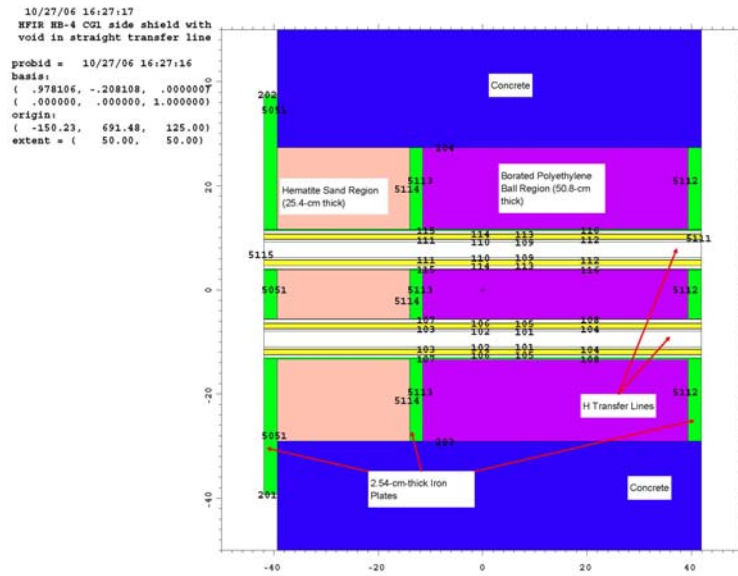 10/27/06 16:27:17
HFIR HB-4 CG1 side shield with
void in straight transfer line
probid = 10/27/06 16:27:16
basis:
( .978106, -.208108, .000000)
( .000000, .000000, 1.000000)
origin:
( -150.23, 691.48, 125.00)
extent = ( 50.00, 50.00)
Concrete
202
5051
204
20
Hematite Sand Region
(25.4-cm thick)
5113
5114
Borated Polyethylene
Ball Region (50.8-cm
thick)
5112
115 114 113 116
111 110 109 112 5111
5115
111 110 109 112
115 114 113 116
0
5051 5113 5112
5114
107 106 105 108
103 102 101 104
103 102 101 104
107 106 105 108
-20
5113 5112
5114
H Transfer Lines
5051 203
2.54-cm-thick Iron
Plates
Concrete
201
-40
-40 -20 0 20 40